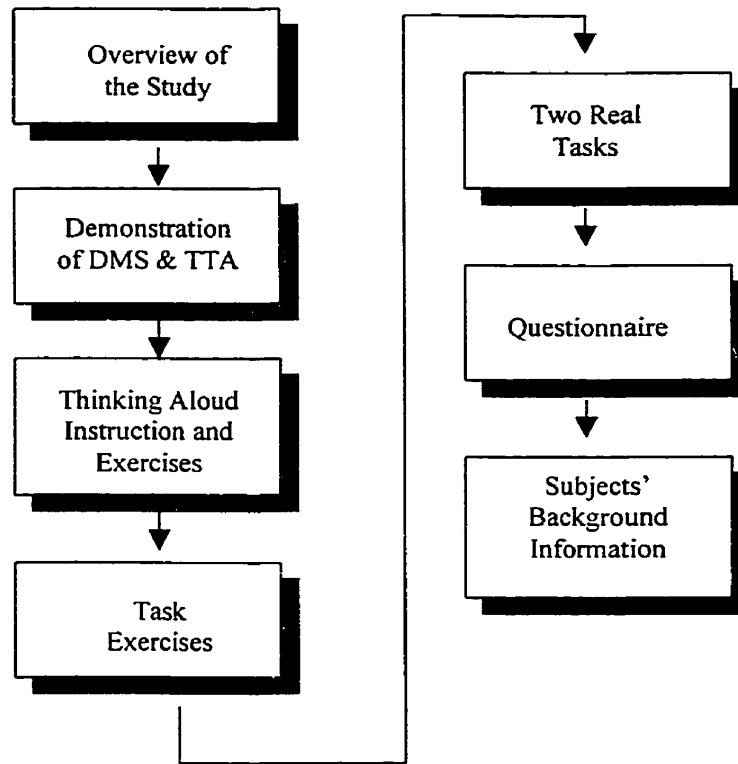 Overview of
the Study
Demonstration
of DMS & TTA
Thinking Aloud
Instruction and
Exercises
Task
Exercises
Two Real
Tasks
Questionnaire
Subjects'
Background
Information